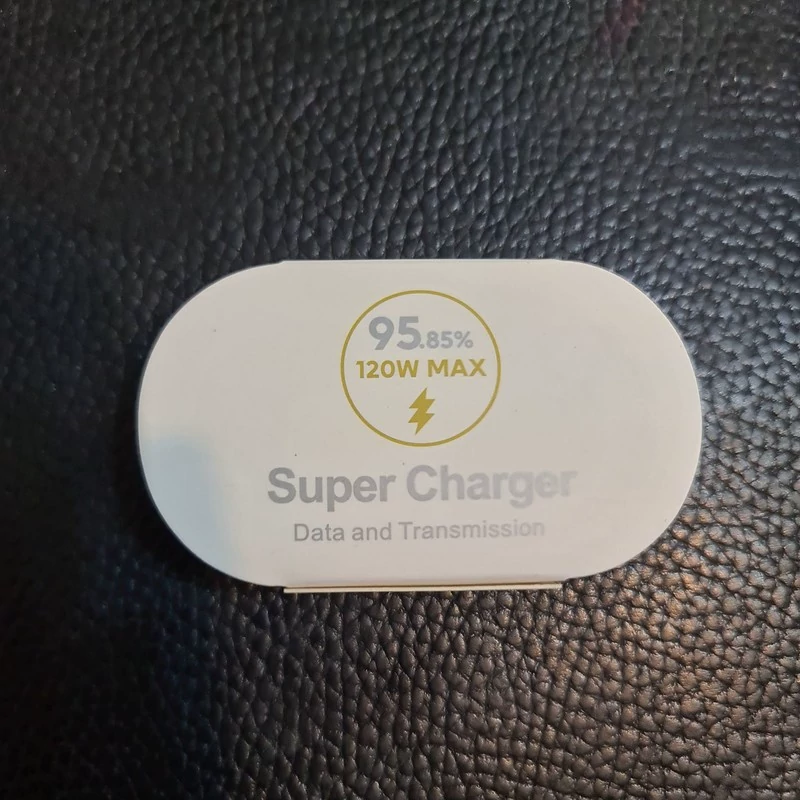 95.85%
120W MAX
Super Charger
Data and Transmission